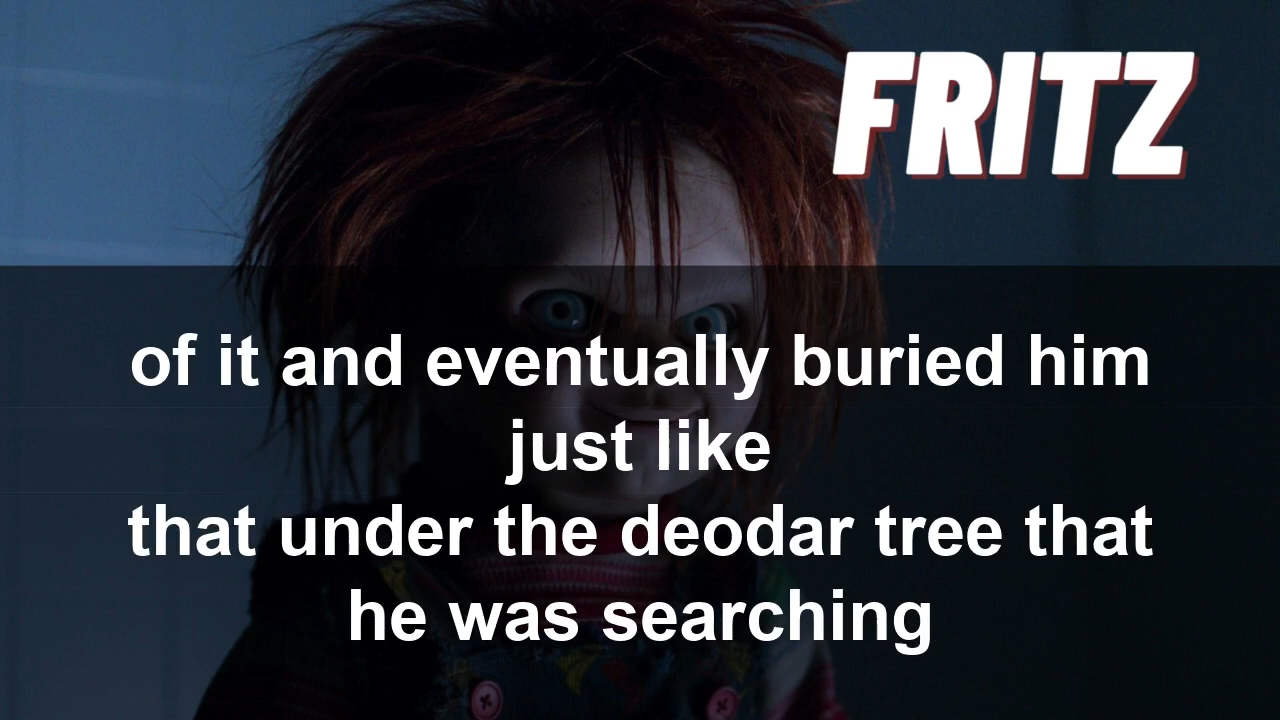 FRITZ
of it and eventually buried him
just like
that under the deodar tree that
he was searching